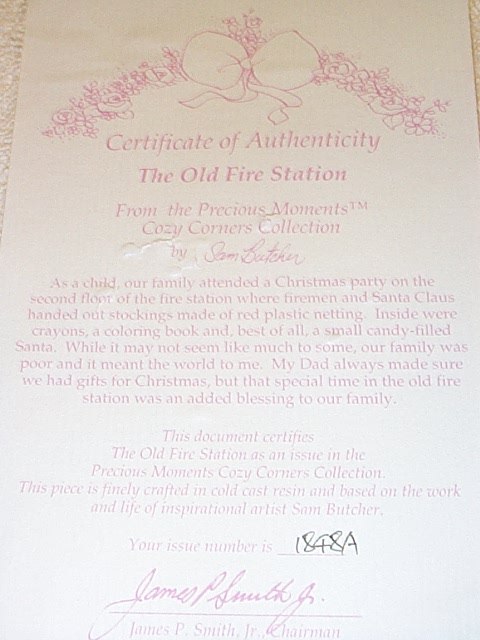 Certificate of Authenticity
The Old Fire Station
From the Precious Moments™
Cozy Corners Collection
by Sam Butcher
As a child, our family attended a Christmas party on the
second floor of the fire station where firemen and Santa Claus
handed out stockings made of red plastic netting. Inside were
crayons, a coloring book and, best of all, a small candy-filled
Santa. While it may not seem like much to some, our family was
poor and it meant the world to me. My Dad always made sure
we had gifts for Christmas, but that special time in the old fire
station was an added blessing to our family.
This document certifies
The Old Fire Station as an issue in the
Precious Moments Cozy Corners Collection.
This piece is finely crafted in cold cast resin and based on the work
and life of inspirational artist Sam Butcher.
Your issue number is 1848A
James P. Smith Jr.
James P. Smith, Jr., Chairman